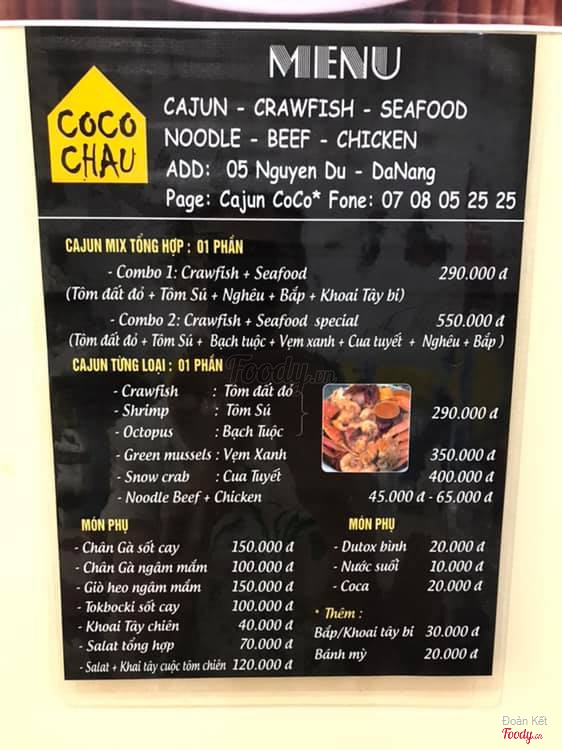 MENU
COCO
CHAU
CAJUN - CRAWFISH - SEAFOOD
NOODLE - BEEF - CHICKEN
ADD: 05 Nguyen Du - DaNang
Page: Cajun CoCo* Fone: 07 08 05 25 25
CAJUN MIX TỔNG HỢP : 01 PHẦN
- Combo 1: Crawfish + Seafood 290.000 đ
(Tôm đất đỏ + Tôm Sú + Nghêu + Bắp + Khoai Tây bi)
- Combo 2: Crawfish + Seafood special 550.000 đ
(Tôm đất đỏ + Tôm Sú + Bạch tuộc + Vẹm xanh + Cua tuyết + Nghêu + Bắp )
CAJUN TỪNG LOẠI : 01 PHẦN
Foody.vn
- Crawfish : Tôm đất đỏ
- Shrimp : Tôm Sú 290.000 đ
- Octopus : Bạch Tuộc
- Green mussels : Vẹm Xanh 350.000 đ
- Snow crab : Cua Tuyết 400.000 đ
- Noodle Beef + Chicken 45.000 đ - 65.000 đ
MÓN PHỤ
- Chân Gà sốt cay 150.000 đ
- Chân Gà ngâm mắm 100.000 đ
- Giò heo ngâm mắm 150.000 đ
- Tokbocki sốt cay 100.000 đ
- Khoai Tây chiên 40.000 đ
- Salat tổng hợp 70.000 đ
- Salat + Khai tây cuộc tôm chiên 120.000 đ
MÓN PHỤ
- Dutox bình 20.000 đ
- Nước suối 10.000 đ
- Coca 20.000 đ
* Thêm :
Bắp/Khoai tây bi 30.000 đ
Bánh mỳ 20.000 đ
Đoàn Kết
Foody.vn